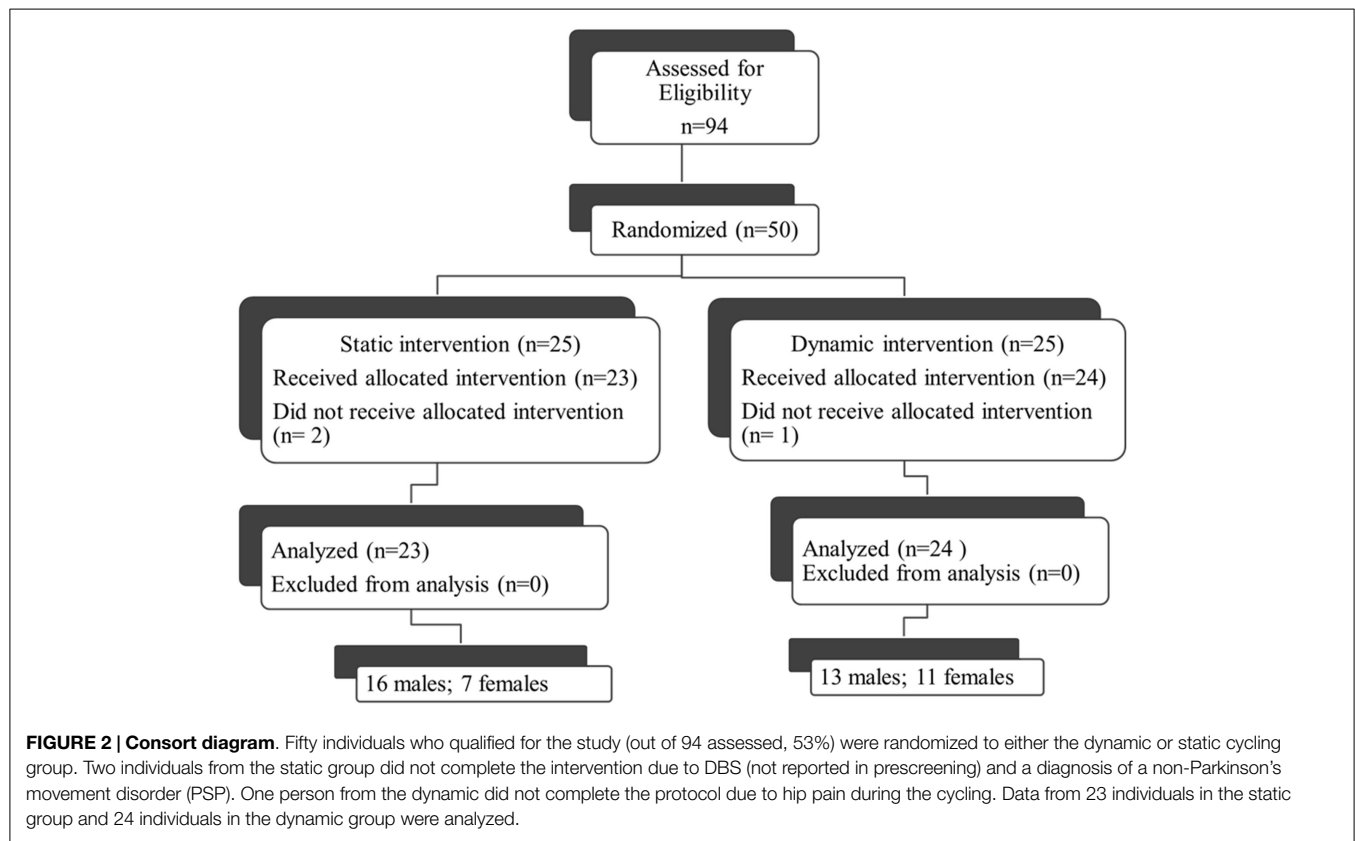 Assessed for
Eligibility
n=94
Randomized (n=50)
Static intervention (n=25)
Received allocated intervention (n=23)
Did not receive allocated intervention
(n= 2)
Dynamic intervention (n=25)
Received allocated intervention (n=24)
Did not receive allocated intervention
(n= 1)
Analyzed (n=23)
Excluded from analysis (n=0)
Analyzed (n=24 )
Excluded from analysis (n=0)
16 males; 7 females
13 males; 11 females
FIGURE 2 | Consort diagram. Fifty individuals who qualified for the study (out of 94 assessed, 53%) were randomized to either the dynamic or static cycling
group. Two individuals from the static group did not complete the intervention due to DBS (not reported in prescreening) and a diagnosis of a non-Parkinson's
movement disorder (PSP). One person from the dynamic did not complete the protocol due to hip pain during the cycling. Data from 23 individuals in the static
group and 24 individuals in the dynamic group were analyzed.